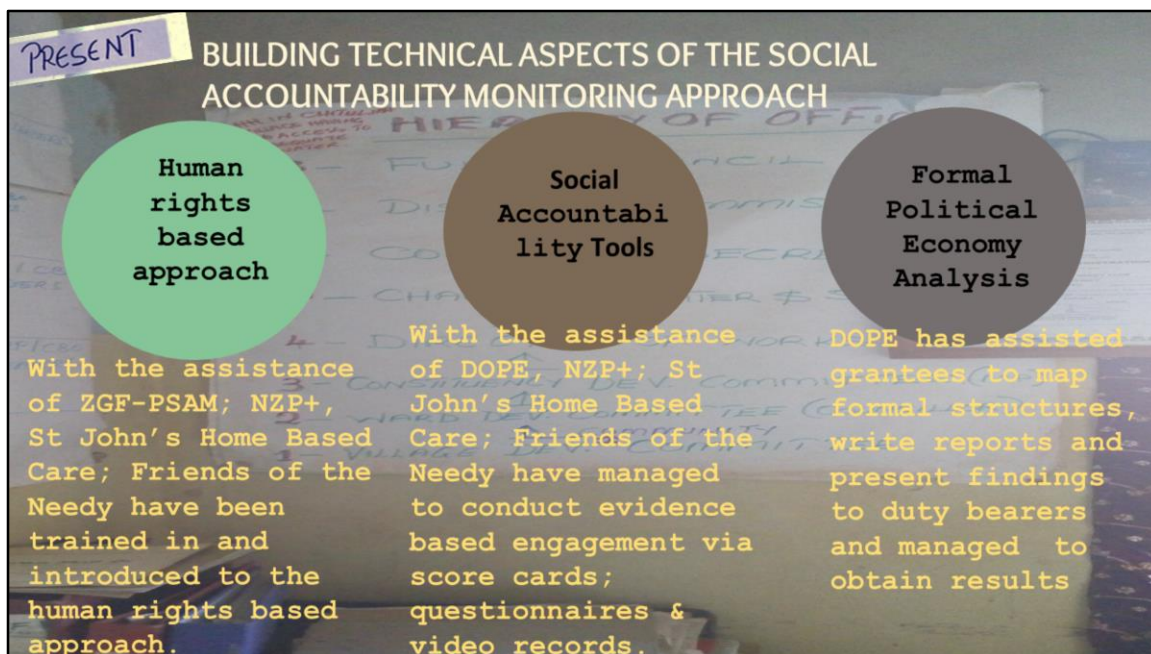 PRESENT
BUILDING TECHNICAL ASPECTS OF THE SOCIAL
ACCOUNTABILITY MONITORING APPROACH
Human
rights
based
approach
With the assistance
of ZGF-PSAM; NZP+,
St John's Home Based
Care; Friends of the
Needy have been
trained in and
introduced to the
human rights based
approach.
Social
Accountabi
lity Tools
With the assistance
of DOPE, NZP+; St
John's Home Based
Care; Friends of the
Needy have managed
to conduct evidence
based engagement via
score cards;
questionnaires &
video records.
Formal
Political
Economy
Analysis
DOPE has assisted
grantees to map
formal structures,
write reports and
present findings
to duty bearers
and managed to
obtain results